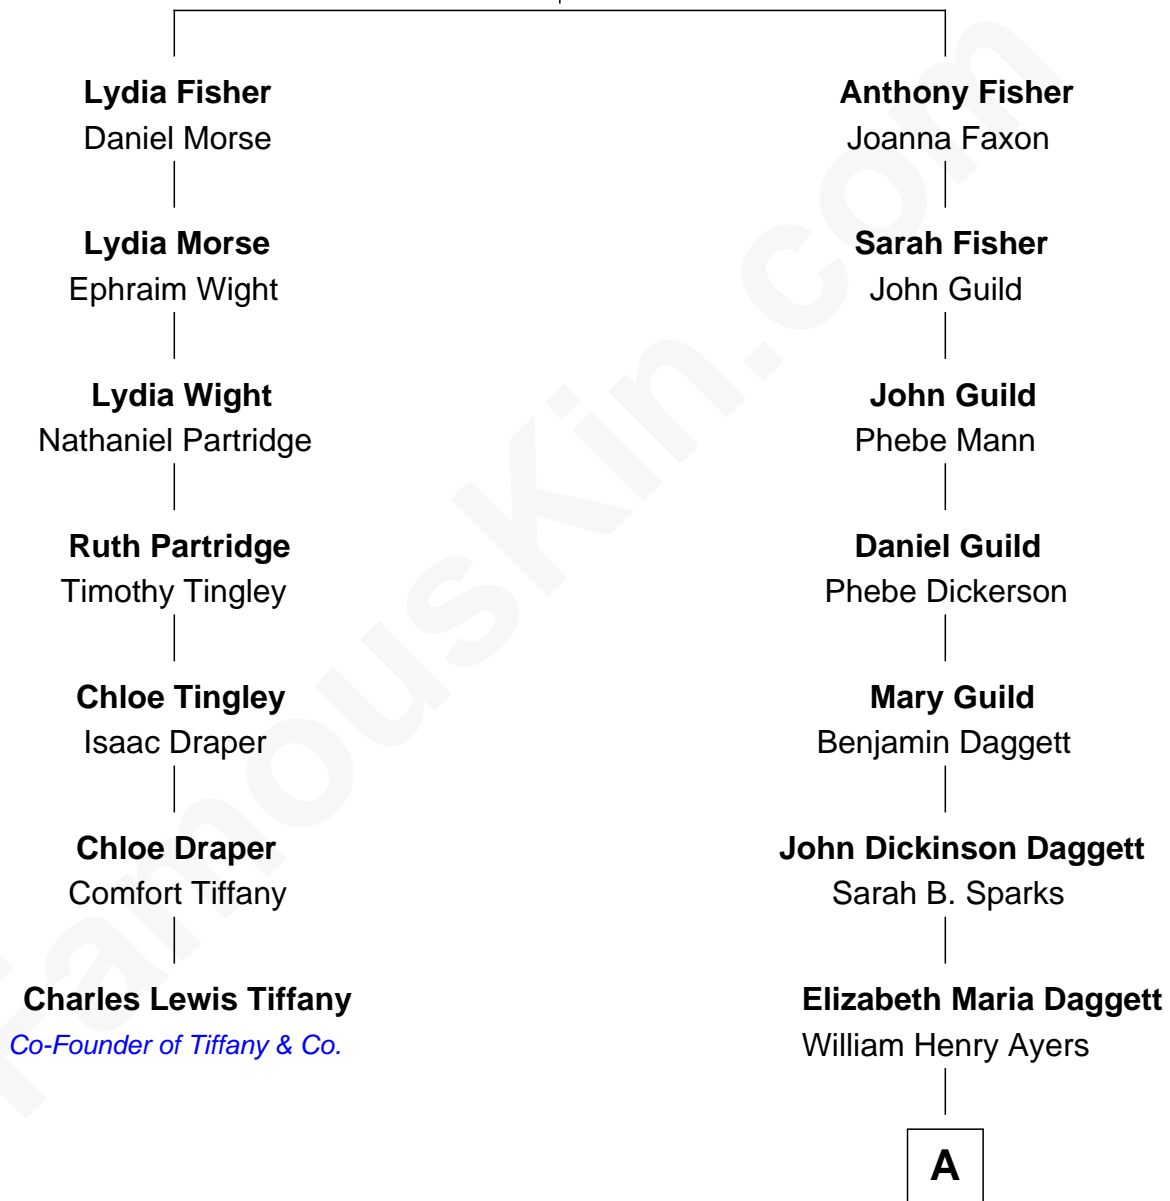 Lydia Fisher
Daniel Morse
Lydia Morse
Ephraim Wight
Lydia Wight
Nathaniel Partridge
Ruth Partridge
Timothy Tingley
Chloe Tingley
Isaac Draper
Chloe Draper
Comfort Tiffany
Charles Lewis Tiffany
Co-Founder of Tiffany & Co.
Anthony Fisher
Joanna Faxon
Sarah Fisher
John Guild
John Guild
Phebe Mann
Daniel Guild
Phebe Dickerson
Mary Guild
Benjamin Daggett
John Dickinson Daggett
Sarah B. Sparks
Elizabeth Maria Daggett
William Henry Ayers
A
FamousKin.com